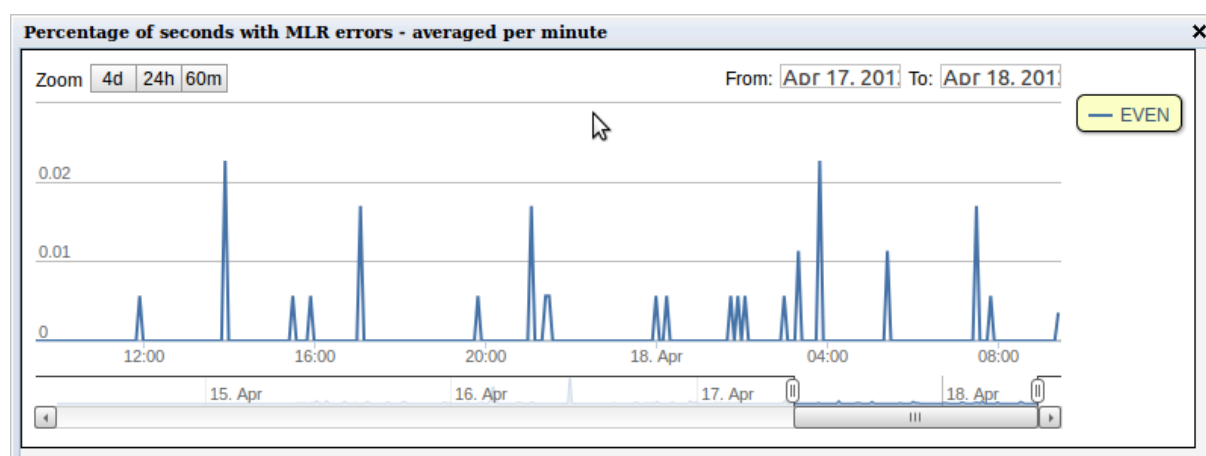 Percentage of seconds with MLR errors - averaged per minute
Zoom 4d 24h 60m From: Apr 17. 201 To: Apr 18. 201
EVEN
0.02
0.01
0
12:00 16:00 20:00 18. Apr 04:00 08:00
15. Apr 16. Apr 17. Apr 18. Apr